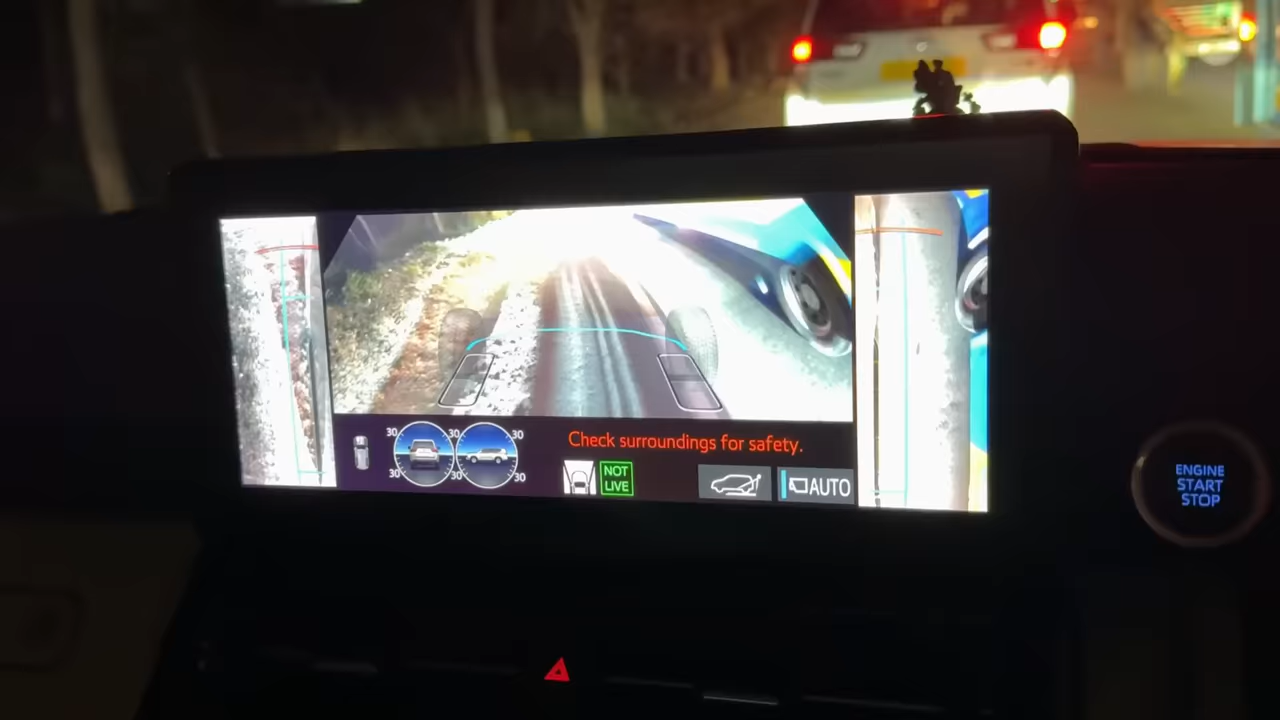 30
30
30
30
30
30
Check surroundings for safety.
NOT
LIVE
AUTO
ENGINE
START
STOP